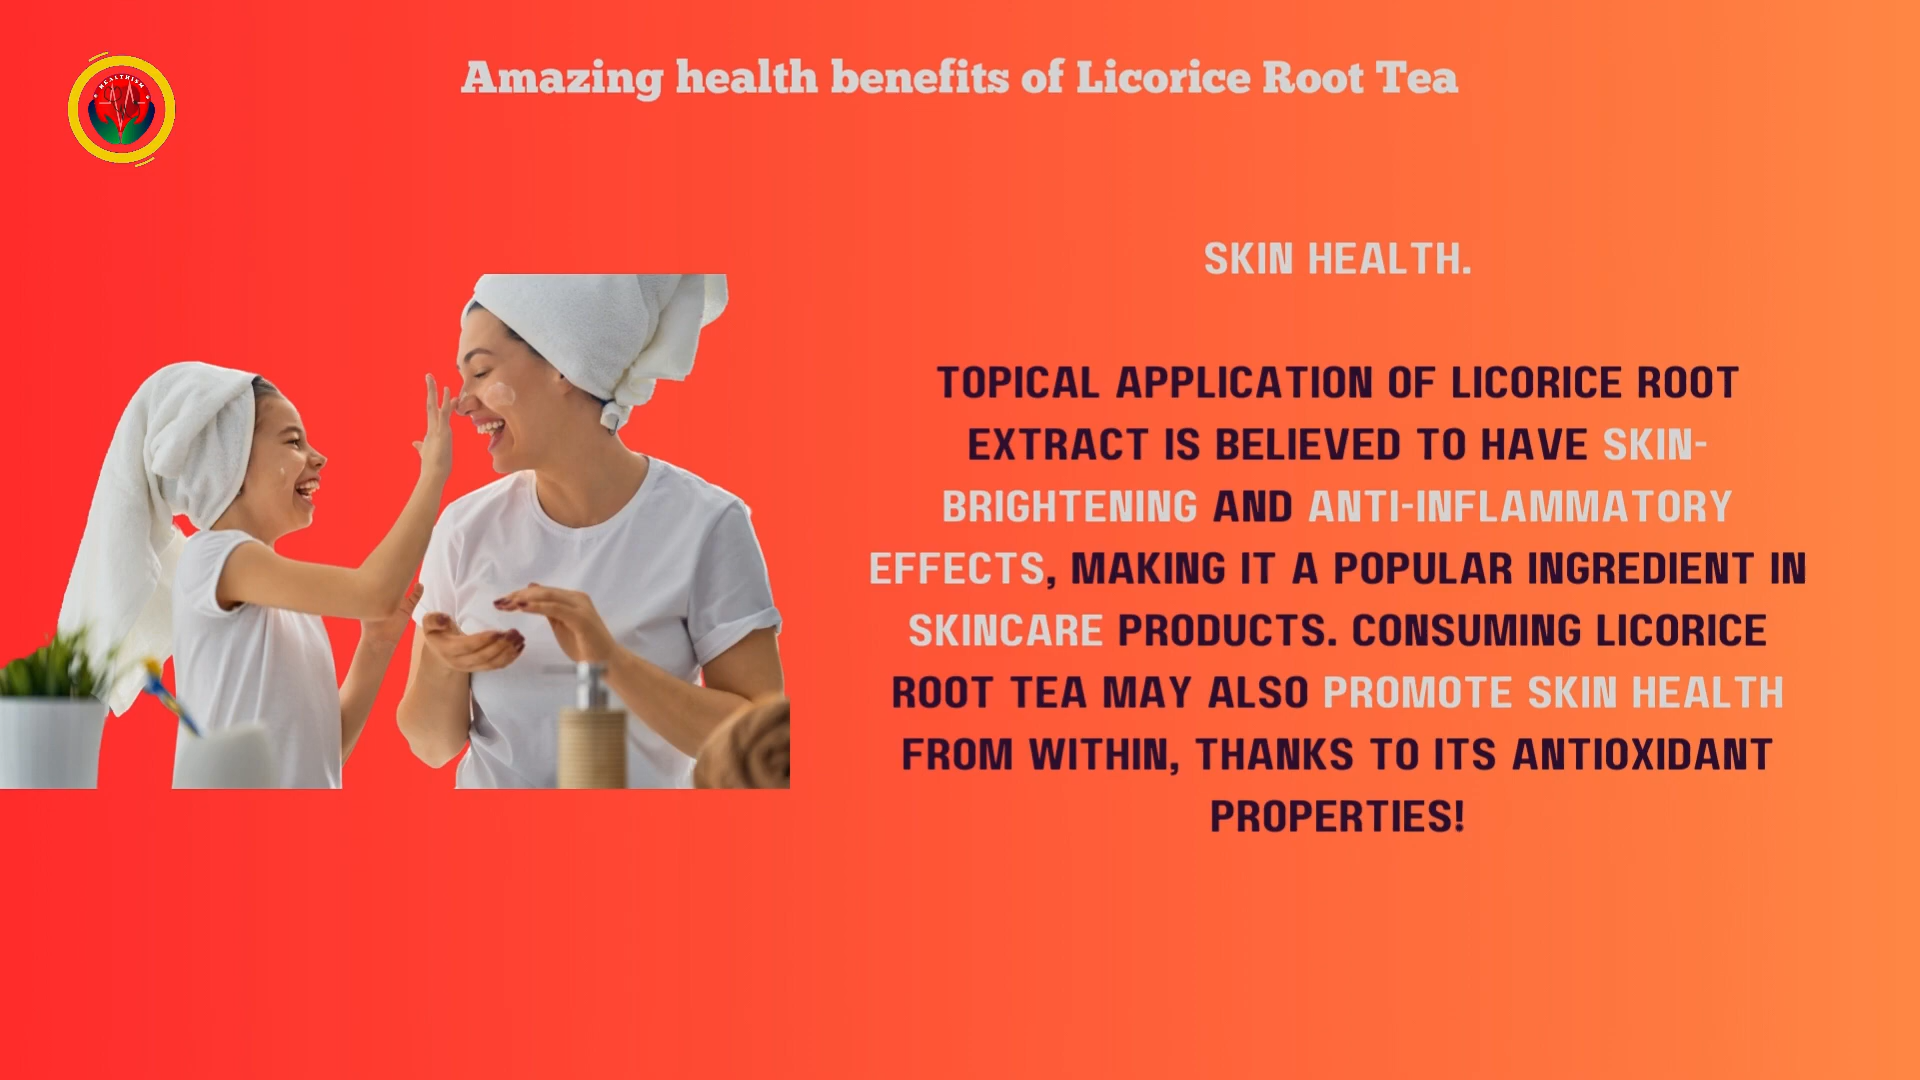 HEALTHISM
Amazing health benefits of Licorice Root Tea
SKIN HEALTH.
TOPICAL APPLICATION OF LICORICE ROOT
EXTRACT IS BELIEVED TO HAVE SKIN-
BRIGHTENING AND ANTI-INFLAMMATORY
EFFECTS, MAKING IT A POPULAR INGREDIENT IN
SKINCARE PRODUCTS. CONSUMING LICORICE
ROOT TEA MAY ALSO PROMOTE SKIN HEALTH
FROM WITHIN, THANKS TO ITS ANTIOXIDANT
PROPERTIES!